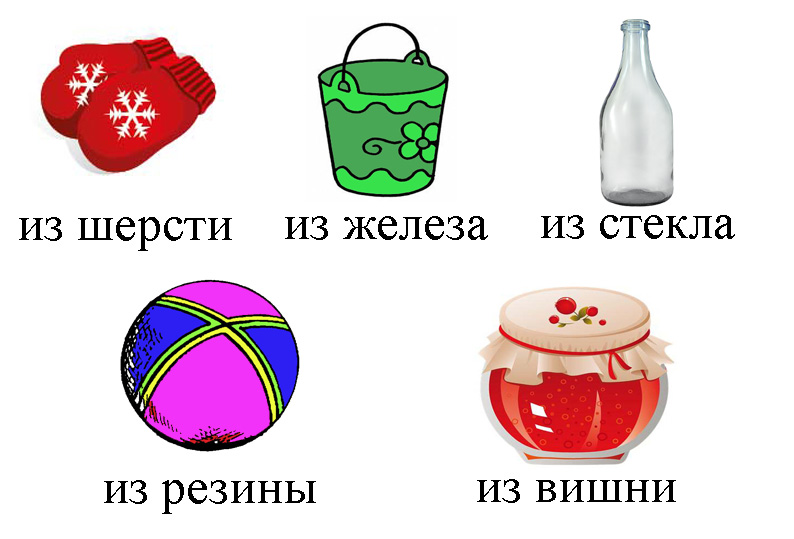 из шерсти из железа из стекла
из резины из вишни